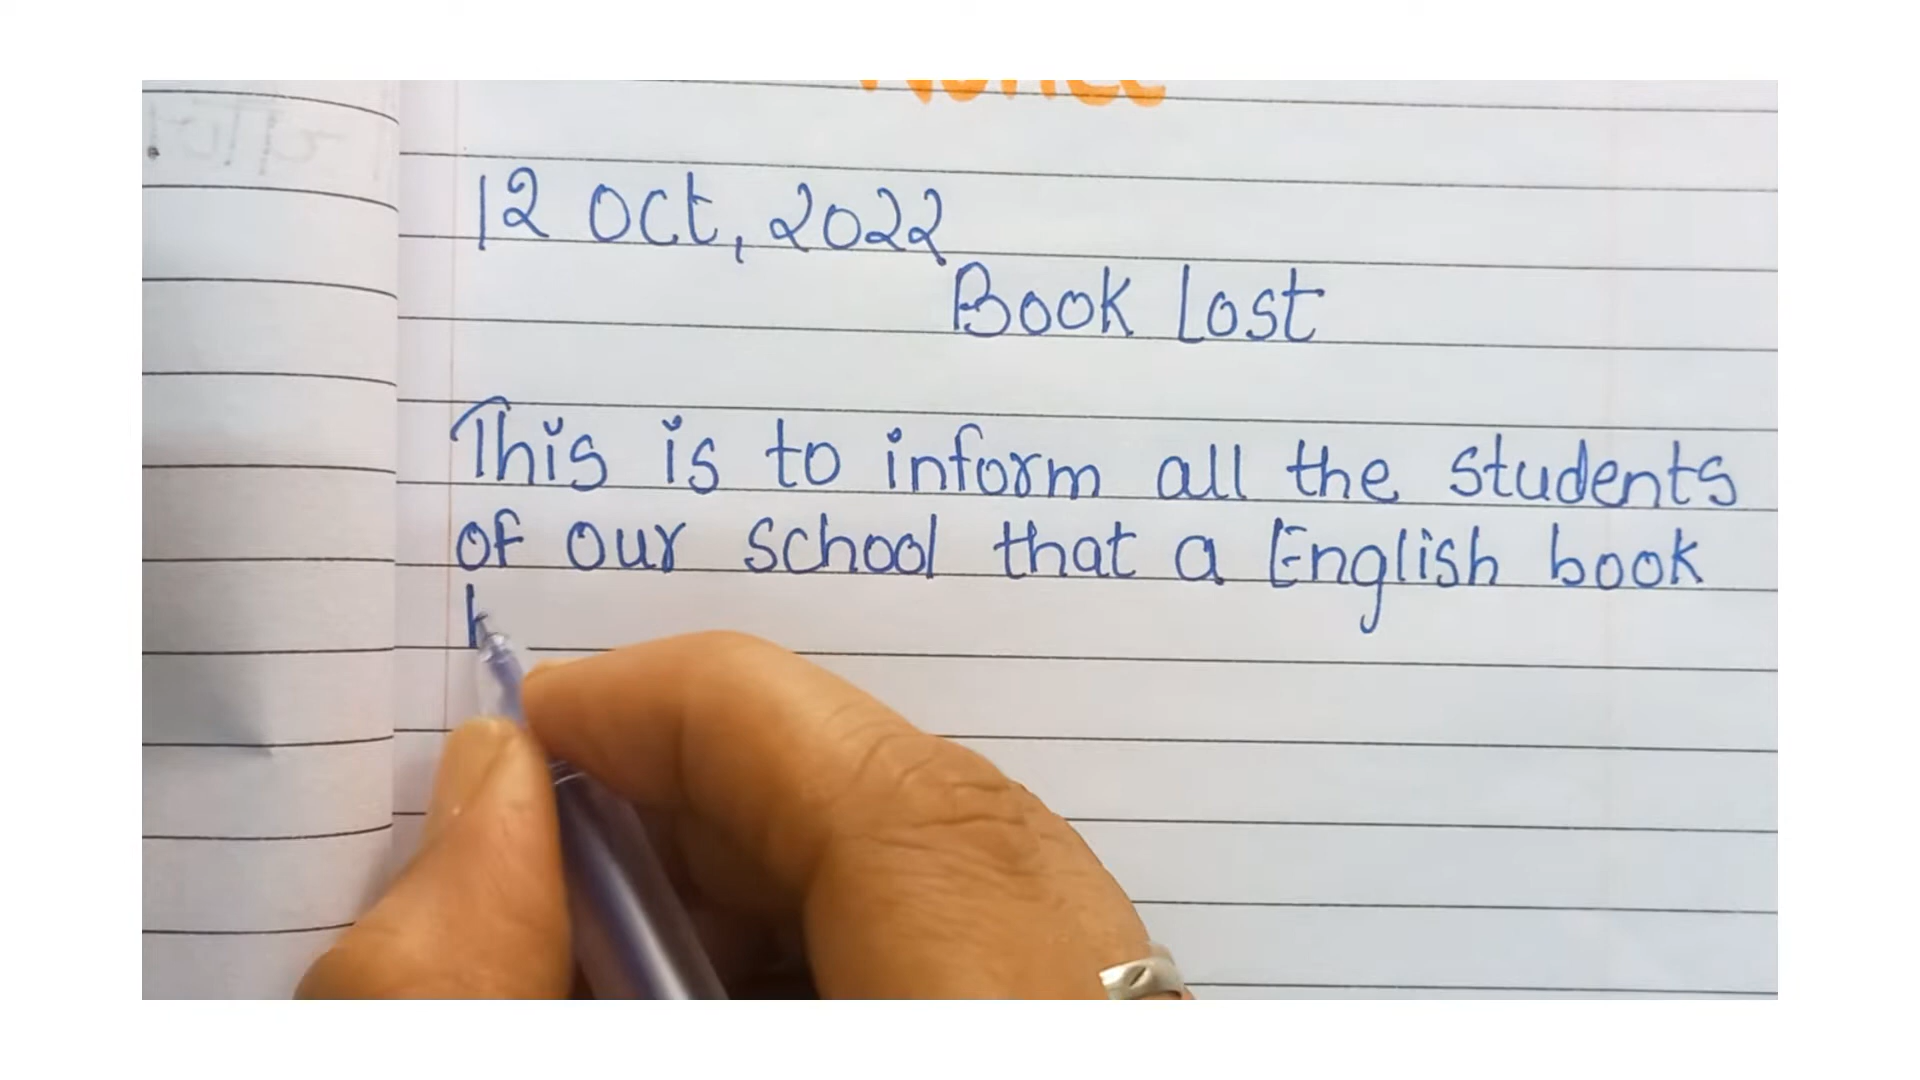 12 Oct, 2022
Book Lost
This is to inform all the students
of our school that a English book